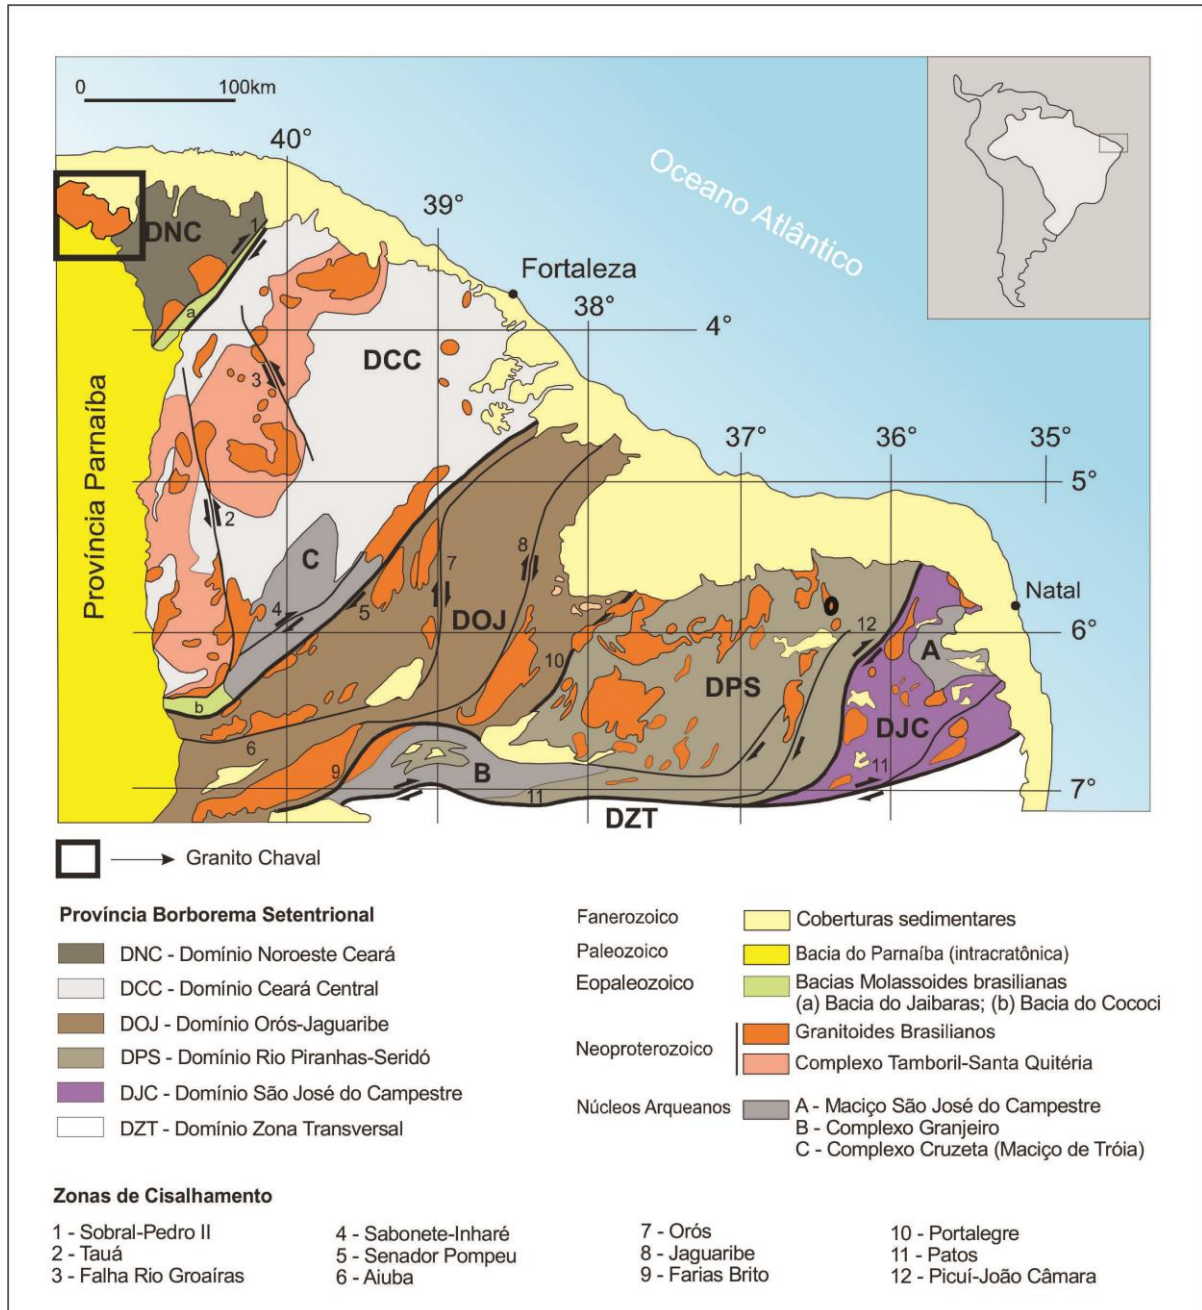 0 100km
40°
39°
38°
37°
36°
35°
4°
5°
6°
7°
Oceano Atlântico
Fortaleza
Natal
Província Parnaíba
DNC
DCC
DOJ
DPS
DJC
DZT
A
B
C
a
b
1
2
3
4
5
6
7
8
9
10
11
11
12
Granito Chaval
Província Borborema Setentrional
DNC - Domínio Noroeste Ceará
DCC - Domínio Ceará Central
DOJ - Domínio Orós-Jaguaribe
DPS - Domínio Rio Piranhas-Seridó
DJC - Domínio São José do Campestre
DZT - Domínio Zona Transversal
Fanerozoico Coberturas sedimentares
Paleozoico Bacia do Parnaíba (intracratônica)
Eopaleozoico Bacias Molassoides brasilianas
(a) Bacia do Jaibaras; (b) Bacia do Cococi
Neoproterozoico Granitoides Brasilianos
Complexo Tamboril-Santa Quitéria
Núcleos Arqueanos A - Maciço São José do Campestre
B - Complexo Granjeiro
C - Complexo Cruzeta (Maciço de Tróia)
Zonas de Cisalhamento
1 - Sobral-Pedro II
2 - Tauá
3 - Falha Rio Groaíras
4 - Sabonete-Inharé
5 - Senador Pompeu
6 - Aiuba
7 - Orós
8 - Jaguaribe
9 - Farias Brito
10 - Portalegre
11 - Patos
12 - Picuí-João Câmara